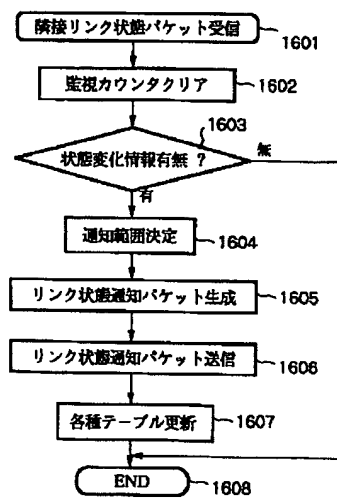 隣接リンク状態パケット受信
1601
監視カウンタクリア
1602
1603
状態変化情報有無 ?
無
有
通知範囲決定
1604
リンク状態通知パケット生成
1605
リンク状態通知パケット送信
1606
各種テーブル更新
1607
END
1608